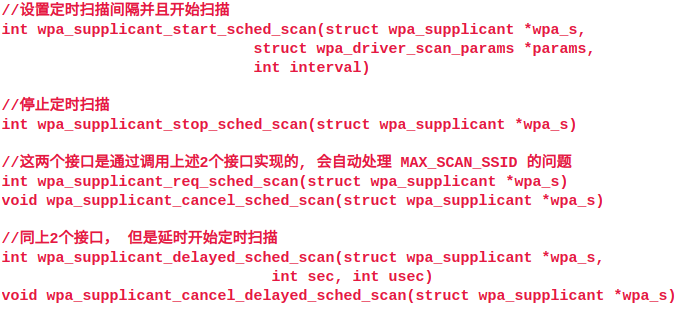 //设置定时扫描间隔并且开始扫描
int wpa_supplicant_start_sched_scan(struct wpa_supplicant *wpa_s,
struct wpa_driver_scan_params *params,
int interval)
//停止定时扫描
int wpa_supplicant_stop_sched_scan(struct wpa_supplicant *wpa_s)
//这两个接口是通过调用上述2个接口实现的, 会自动处理 MAX_SCAN_SSID 的问题
int wpa_supplicant_req_sched_scan(struct wpa_supplicant *wpa_s)
void wpa_supplicant_cancel_sched_scan(struct wpa_supplicant *wpa_s)
//同上2个接口， 但是延时开始定时扫描
int wpa_supplicant_delayed_sched_scan(struct wpa_supplicant *wpa_s,
int sec, int usec)
void wpa_supplicant_cancel_delayed_sched_scan(struct wpa_supplicant *wpa_s)